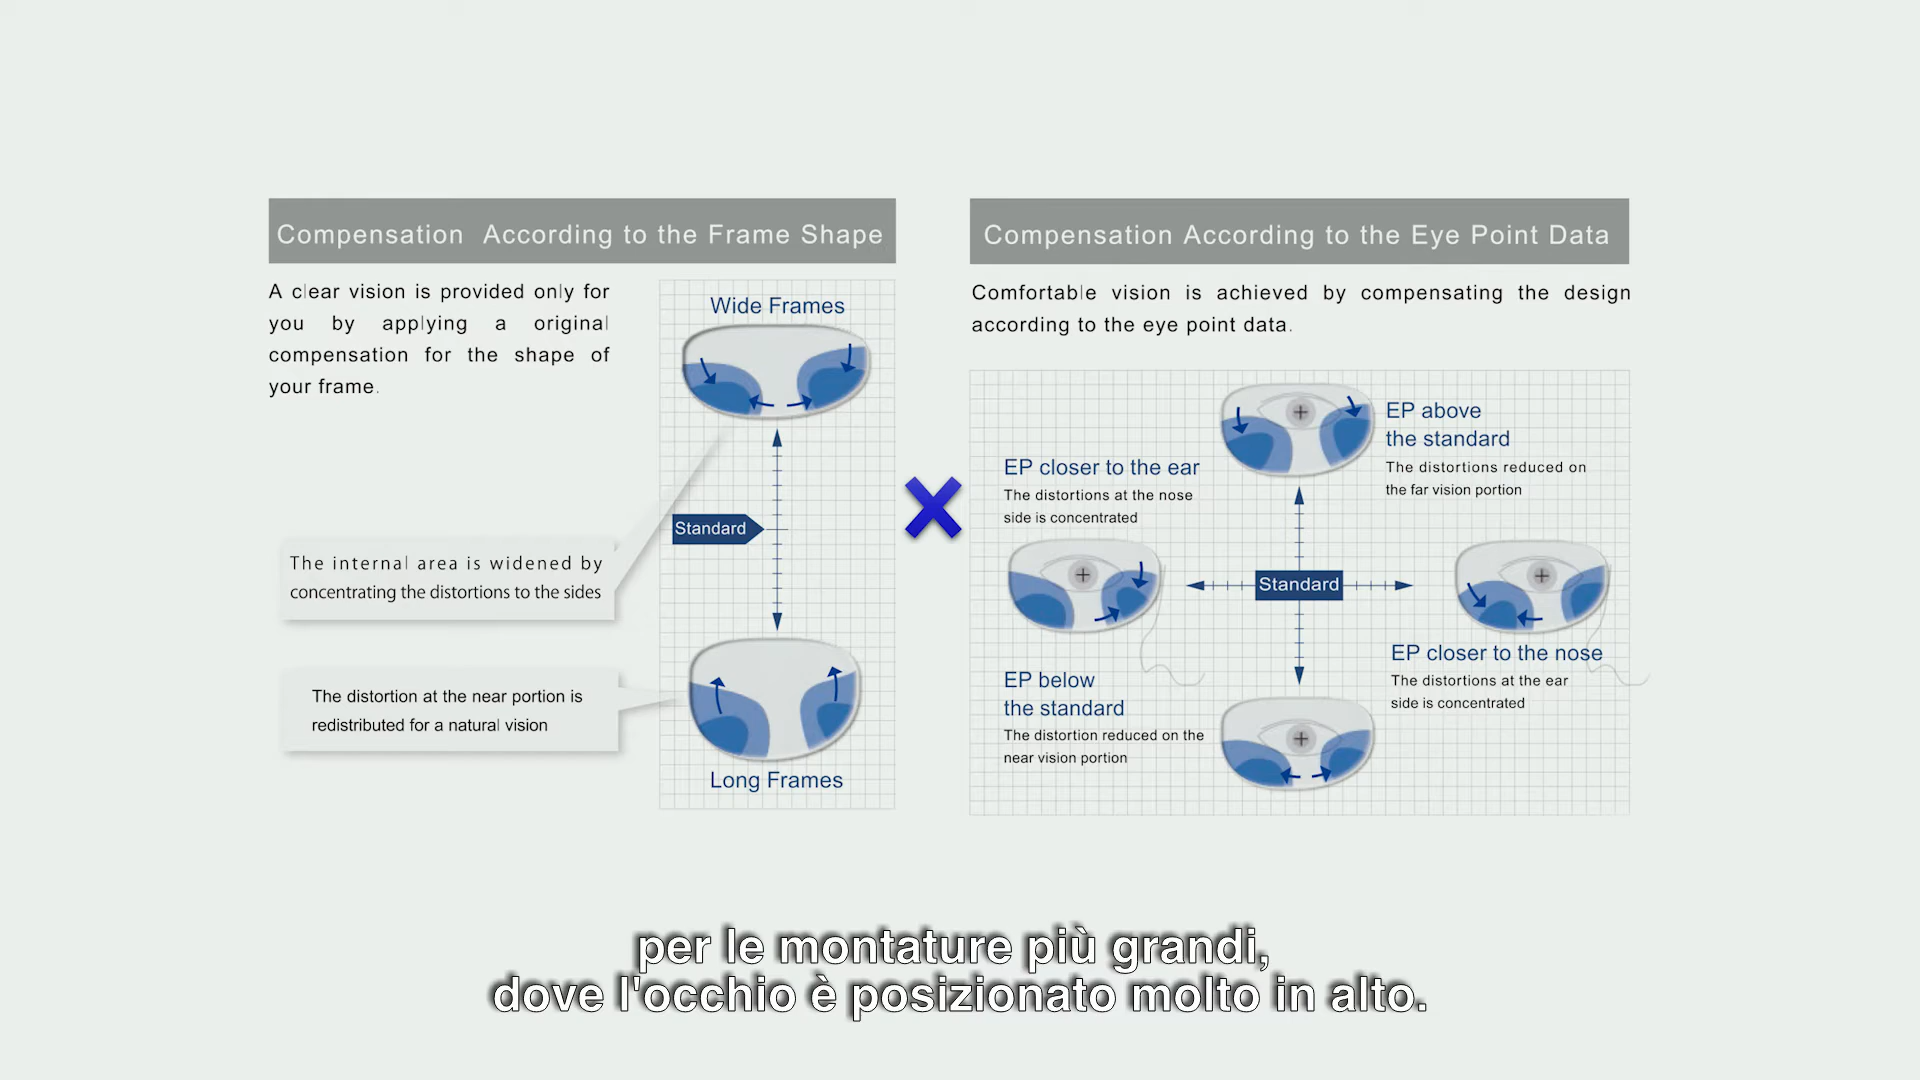 Compensation According to the Frame Shape
A clear vision is provided only for
you by applying a original
compensation for the shape of
your frame.
Wide Frames
Standard
The internal area is widened by
concentrating the distortions to the sides
The distortion at the near portion is
redistributed for a natural vision
Long Frames
Compensation According to the Eye Point Data
Comfortable vision is achieved by compensating the design
according to the eye point data.
EP above
the standard
The distortions reduced on
the far vision portion
EP closer to the ear
The distortions at the nose
side is concentrated
Standard
EP closer to the nose
The distortions at the ear
side is concentrated
EP below
the standard
The distortion reduced on the
near vision portion
per le montature più grandi,
dove l'occhio è posizionato molto in alto.